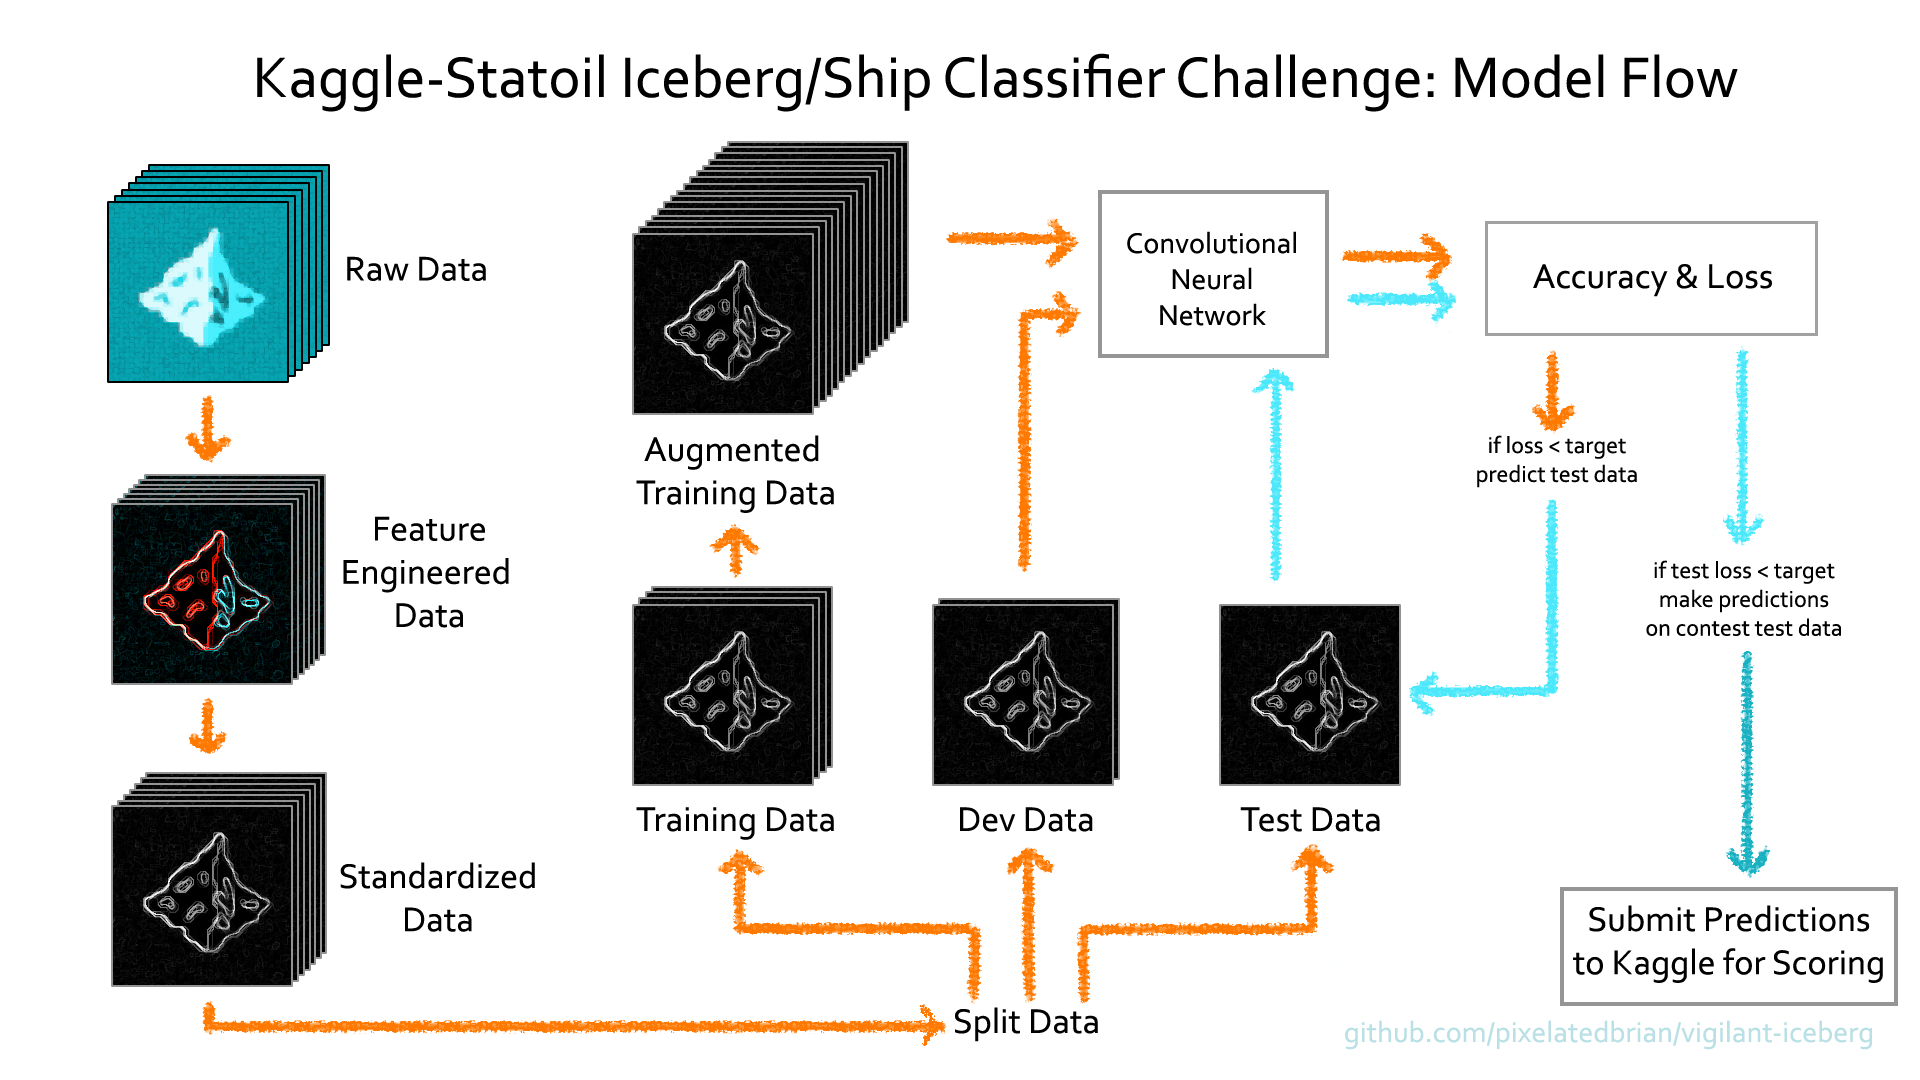 Kaggle-Statoil Iceberg/Ship Classifier Challenge: Model Flow
Raw Data
Feature
Engineered
Data
Standardized
Data
Split Data
Training Data
Dev Data
Test Data
Augmented
Training Data
Convolutional
Neural
Network
Accuracy & Loss
if loss < target
predict test data
if test loss < target
make predictions
on contest test data
Submit Predictions
to Kaggle for Scoring
github.com/pixelatedbrian/vigilant-iceberg